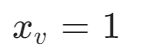 x_v = 1